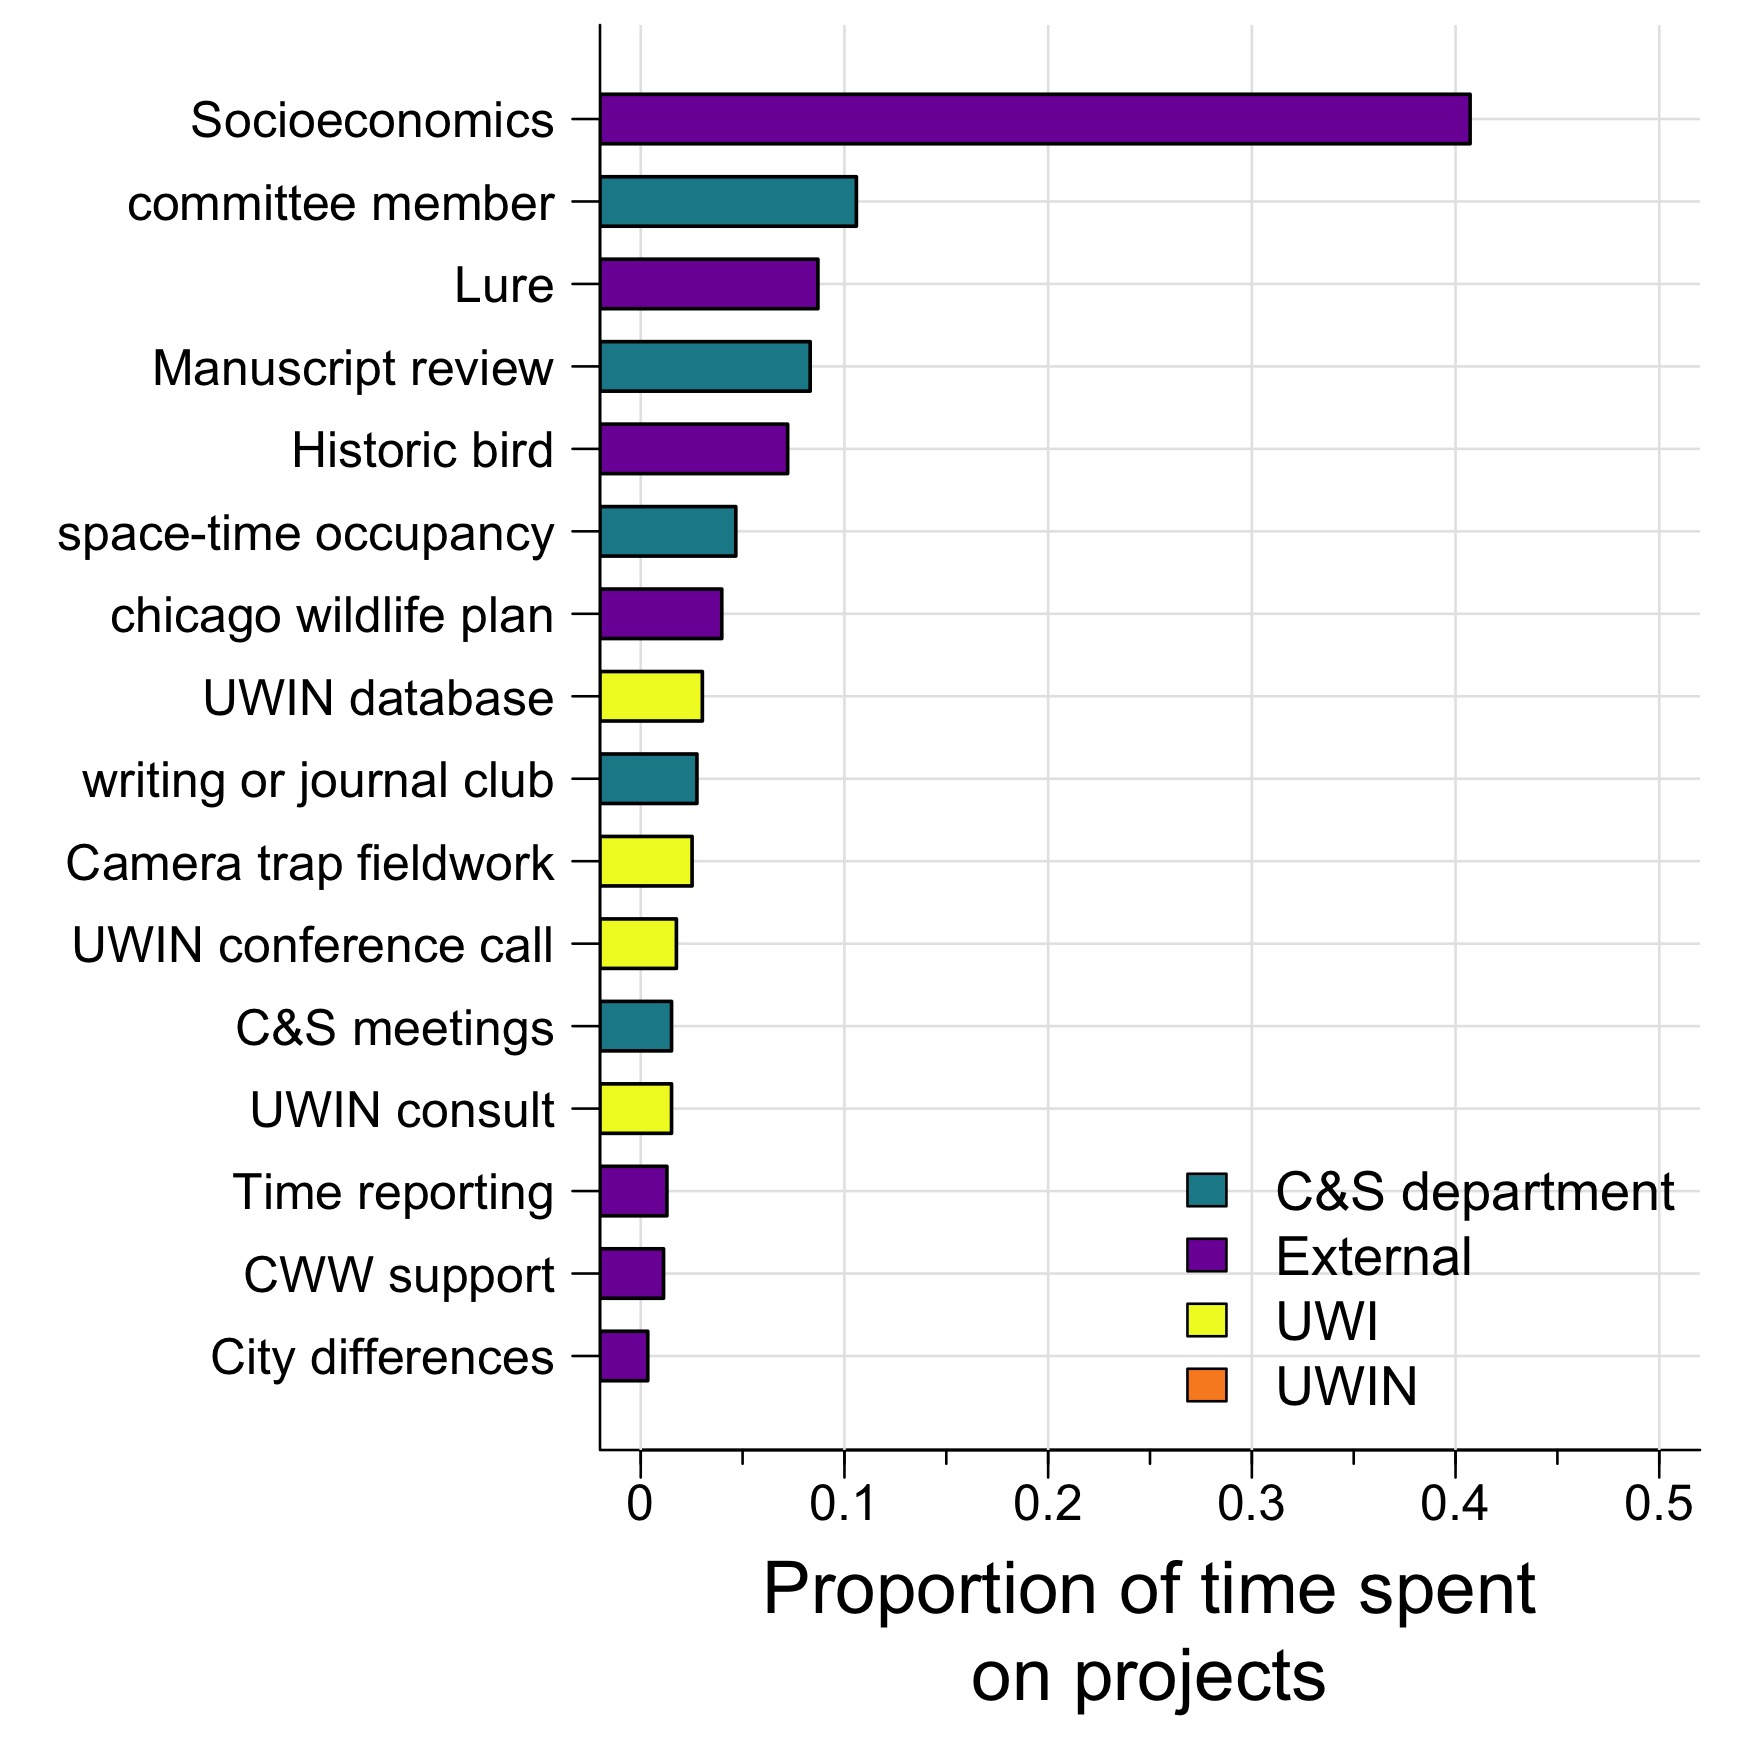 Socioeconomics
committee member
Lure
Manuscript review
Historic bird
space-time occupancy
chicago wildlife plan
UWIN database
writing or journal club
Camera trap fieldwork
UWIN conference call
C&S meetings
UWIN consult
Time reporting
CWW support
City differences
C&S department
External
UWI
UWIN
0 0.1 0.2 0.3 0.4 0.5
Proportion of time spent
on projects